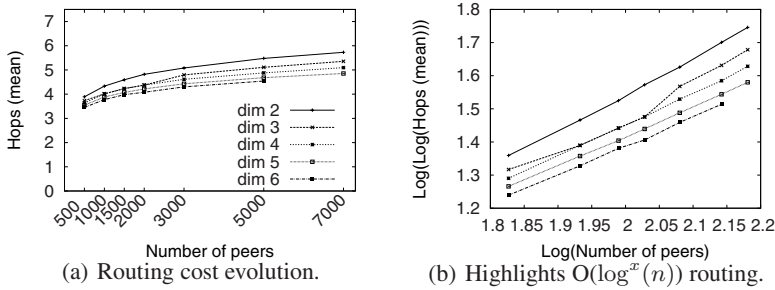 Hops (mean)
7
6
5
4
3
2
1
0
dim 2
dim 3
dim 4
dim 5
dim 6
500
1000
1500
2000
3000
5000
7000
Number of peers
(a) Routing cost evolution.
Log(Log(Hops (mean)))
1.8
1.7
1.6
1.5
1.4
1.3
1.2
1.8 1.85 1.9 1.95 2 2.05 2.1 2.15 2.2
Log(Number of peers)
(b) Highlights O(logˣ(n)) routing.